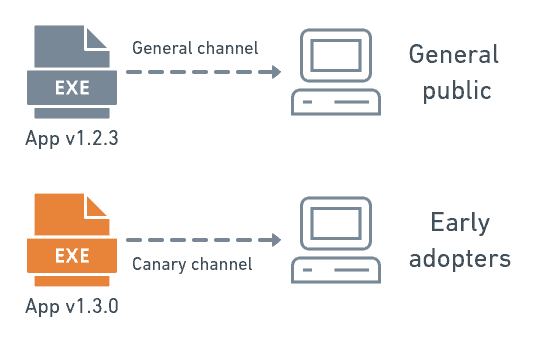 General channel
General
public
EXE
App v1.2.3
Early
adopters
EXE
Canary channel
App v1.3.0